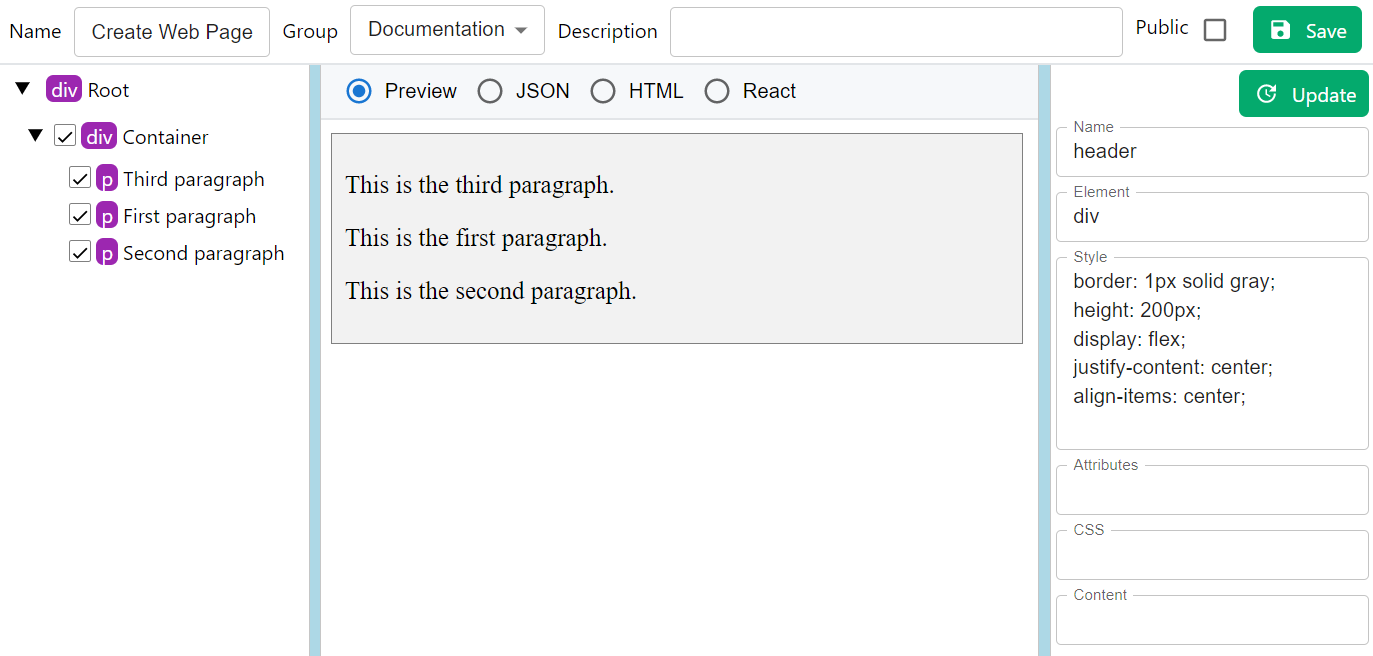 Name Create Web Page Group Documentation Description Public Save
div Root
div Container
p Third paragraph
p First paragraph
p Second paragraph
Preview JSON HTML React
This is the third paragraph.
This is the first paragraph.
This is the second paragraph.
Update
Name
header
Element
div
Style
border: 1px solid gray;
height: 200px;
display: flex;
justify-content: center;
align-items: center;
Attributes
CSS
Content